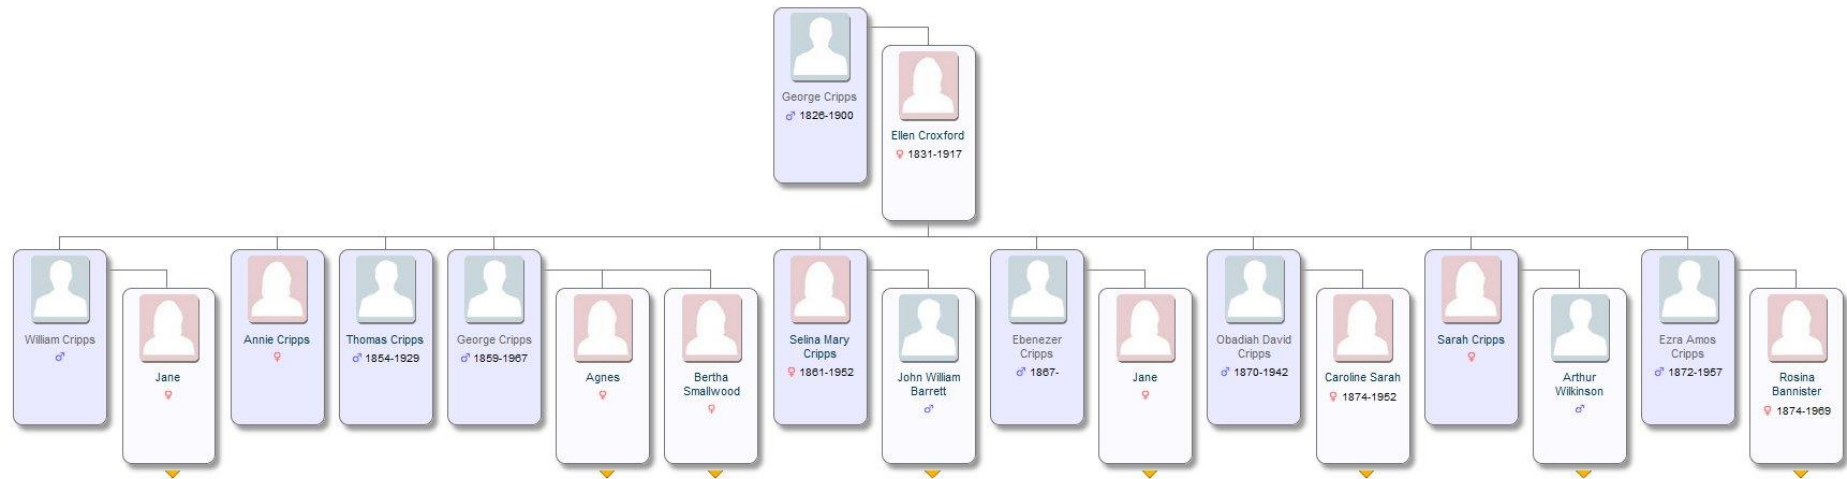 George Cripps
♂ 1826-1900
Ellen Croxford
♀ 1831-1917
William Cripps
♂
Jane
♀
Annie Cripps
♀
Thomas Cripps
♂ 1854-1929
George Cripps
♂ 1859-1967
Agnes
♀
Bertha
Smallwood
♀
Selina Mary
Cripps
♀ 1861-1952
John William
Barrett
♂
Ebenezer
Cripps
♂ 1867-
Jane
♀
Obadiah David
Cripps
♂ 1870-1942
Caroline Sarah
♀ 1874-1952
Sarah Cripps
♀
Arthur
Wilkinson
♂
Ezra Amos
Cripps
♂ 1872-1957
Rosina
Bannister
♀ 1874-1969